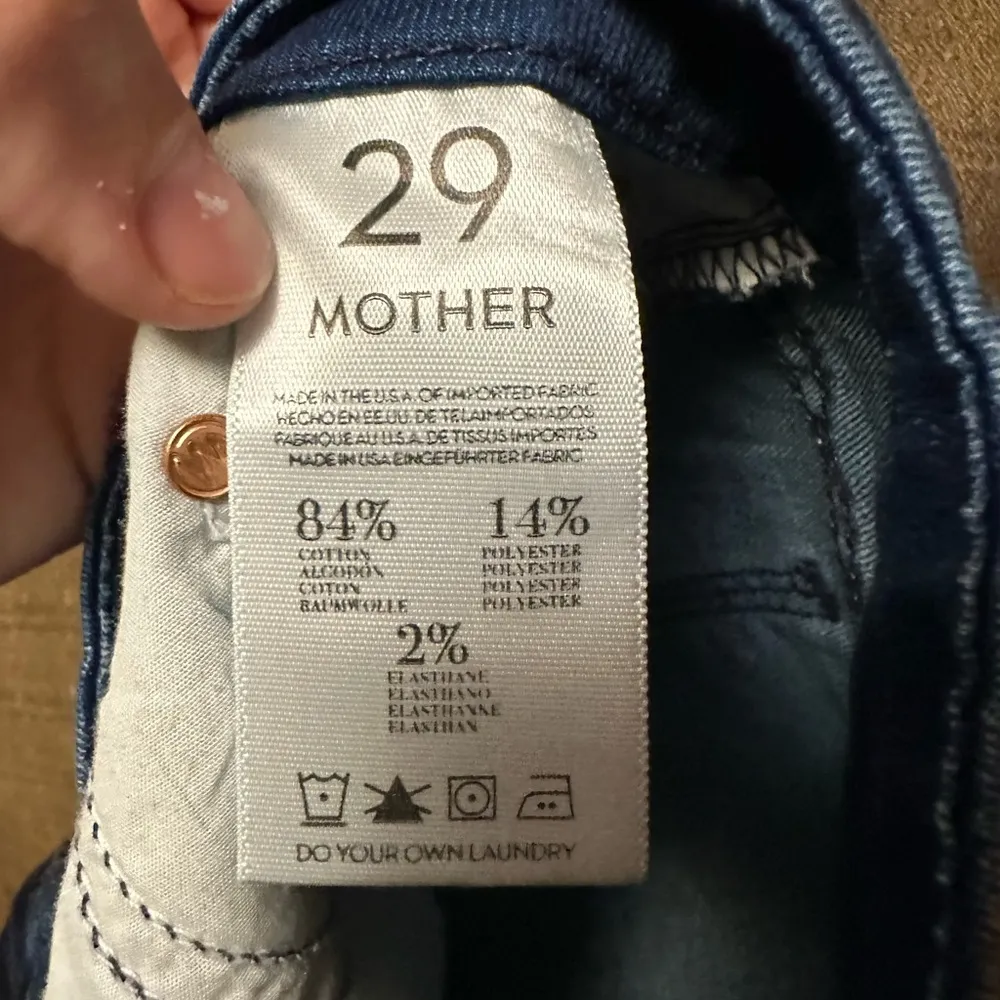 29
MOTHER
MADE IN THE U.S.A. OF IMPORTED FABRIC
HECHO EN EE.UU. DE TELA IMPORTADOS
FABRIQUE AU U.S.A. DE TISSUS IMPORTES
MADE IN USA EINGEFÜHRTER FABRIC
84% 14%
COTTON POLYESTER
ALGODÓN POLYESTER
COTON POLYESTER
BAUMWOLLE POLYESTER
2%
ELASTHANE
ELASTHANO
ELASTHANNE
ELASTHAN
DO YOUR OWN LAUNDRY